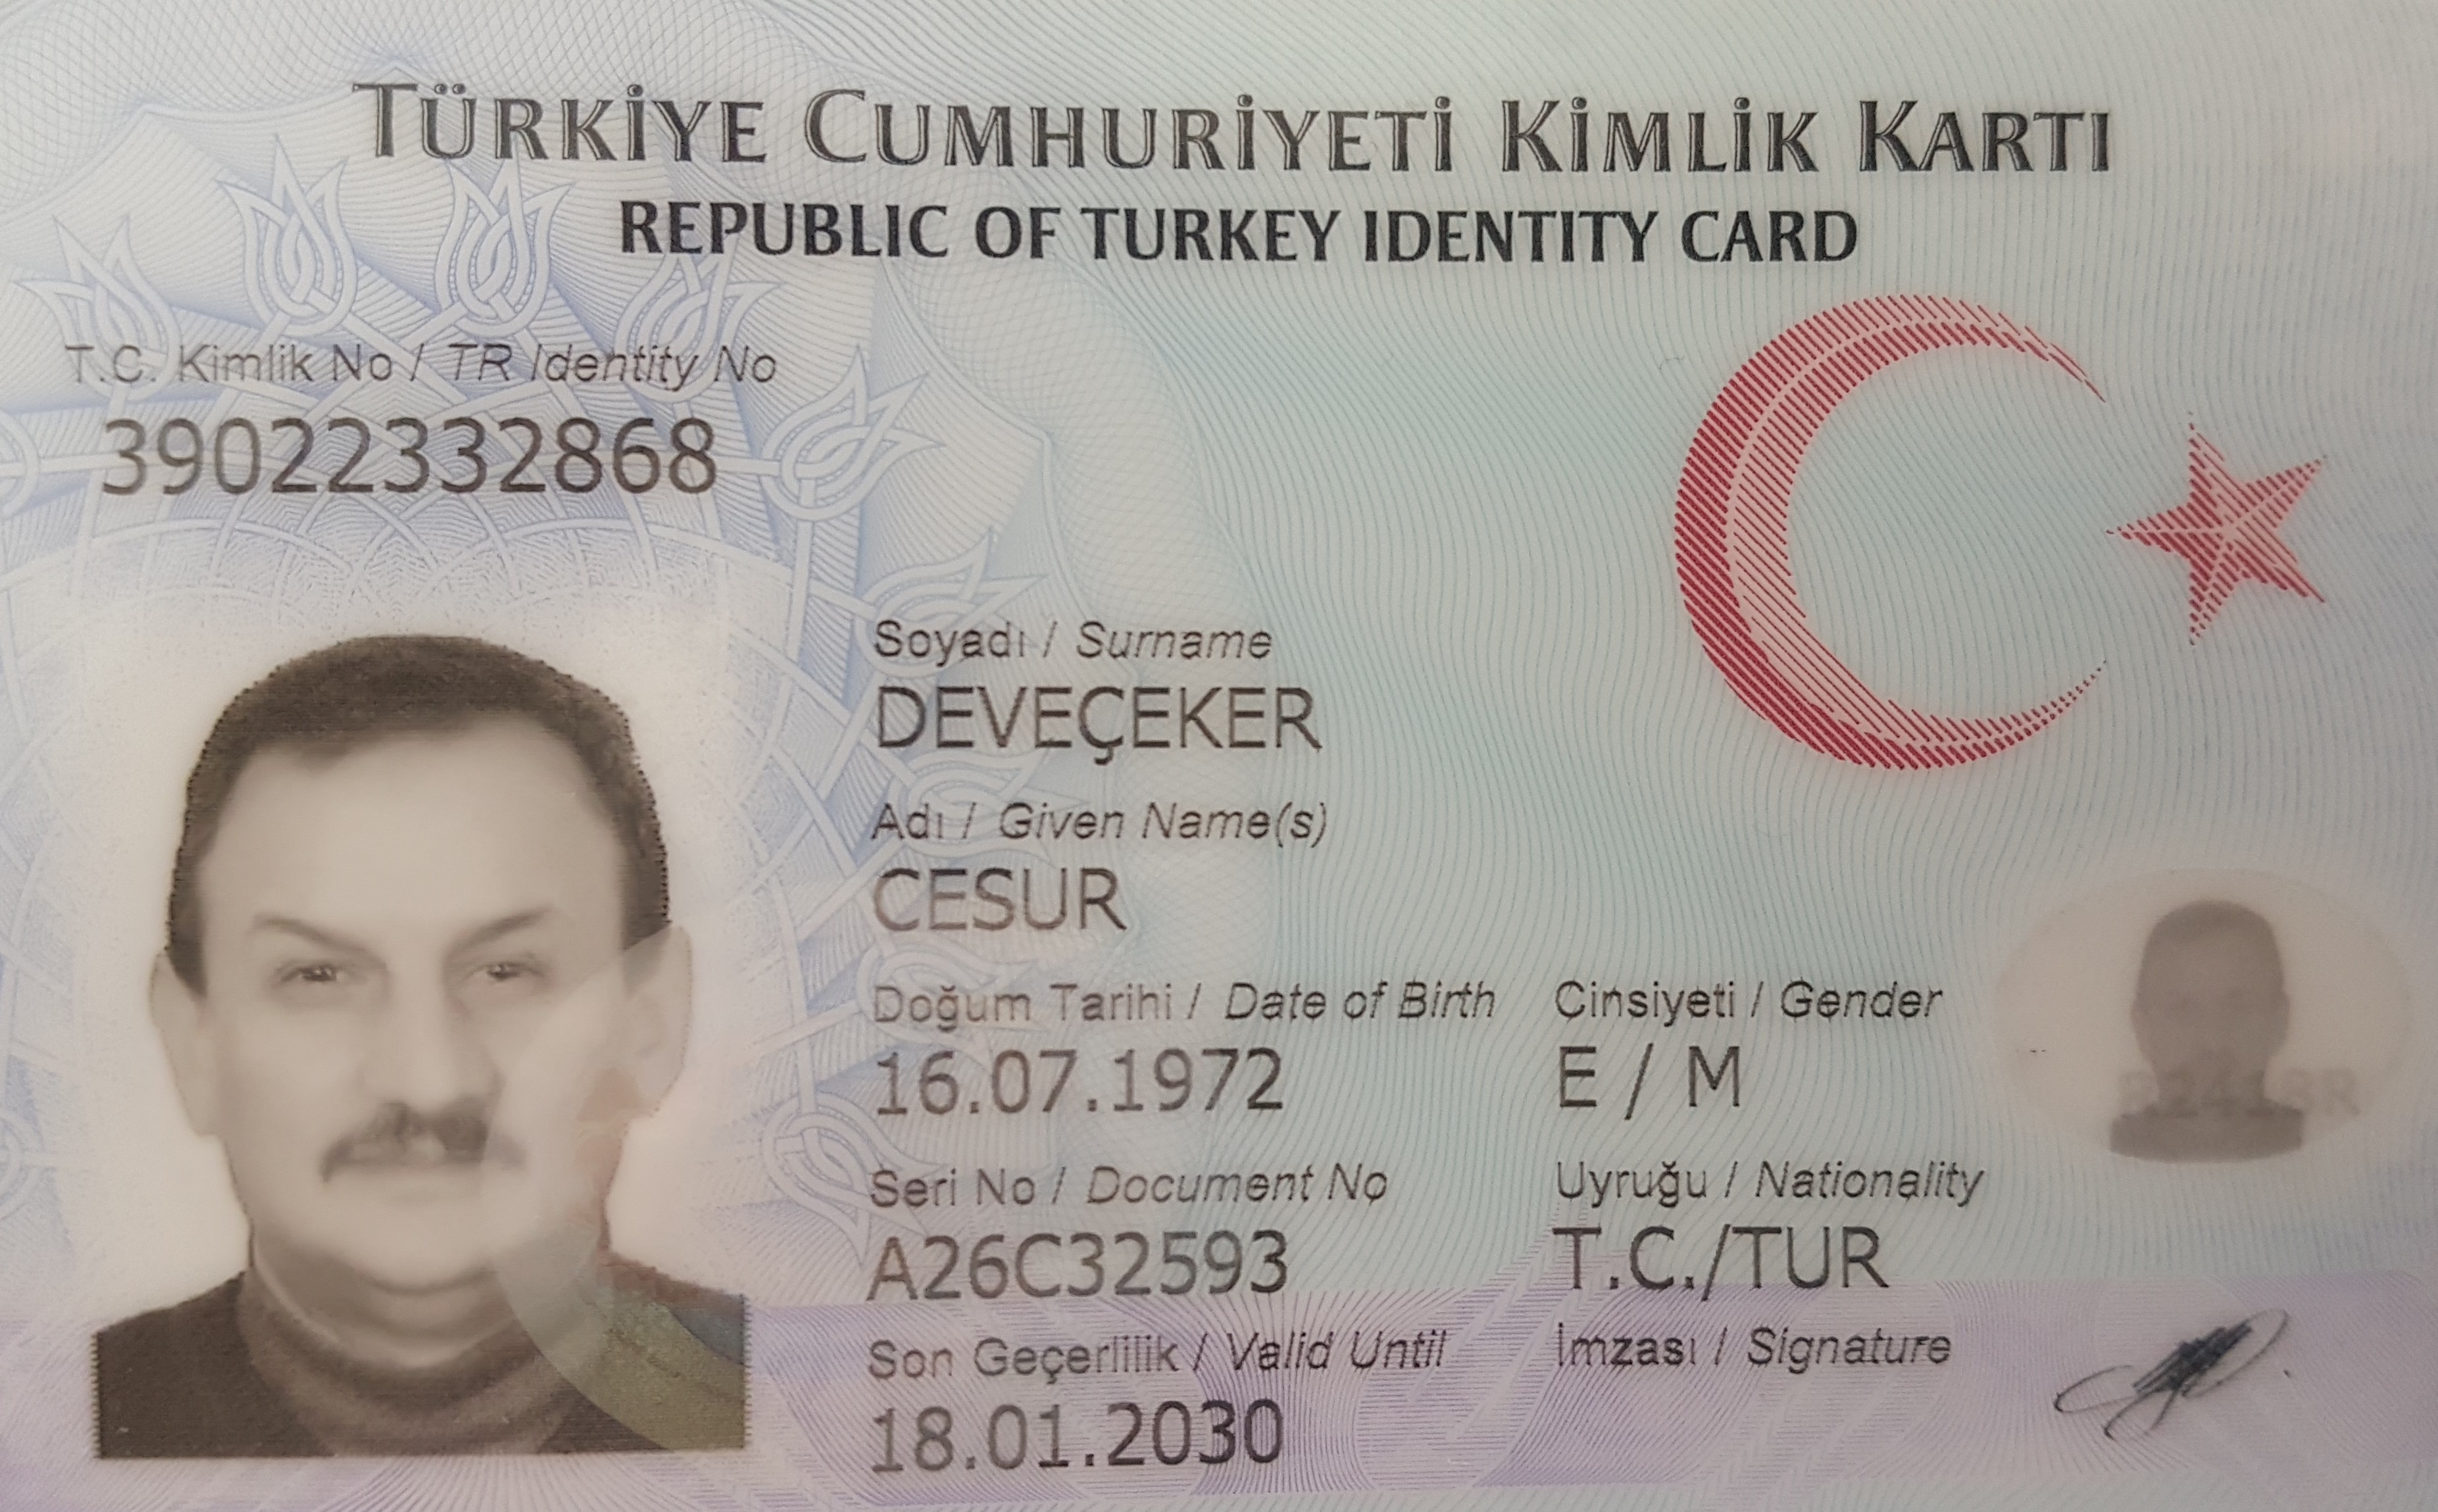 TÜRKİYE CUMHURİYETİ KİMLİK KARTI
REPUBLIC OF TURKEY IDENTITY CARD
T.C. Kimlik No / TR Identity No
39022332868
Soyadı / Surname
DEVEÇEKER
Adı / Given Name(s)
CESUR
Doğum Tarihi / Date of Birth
16.07.1972
Cinsiyeti / Gender
E / M
Seri No / Document No
A26C32593
Uyruğu / Nationality
T.C./TUR
Son Geçerlilik / Valid Until
18.01.2030
İmzası / Signature